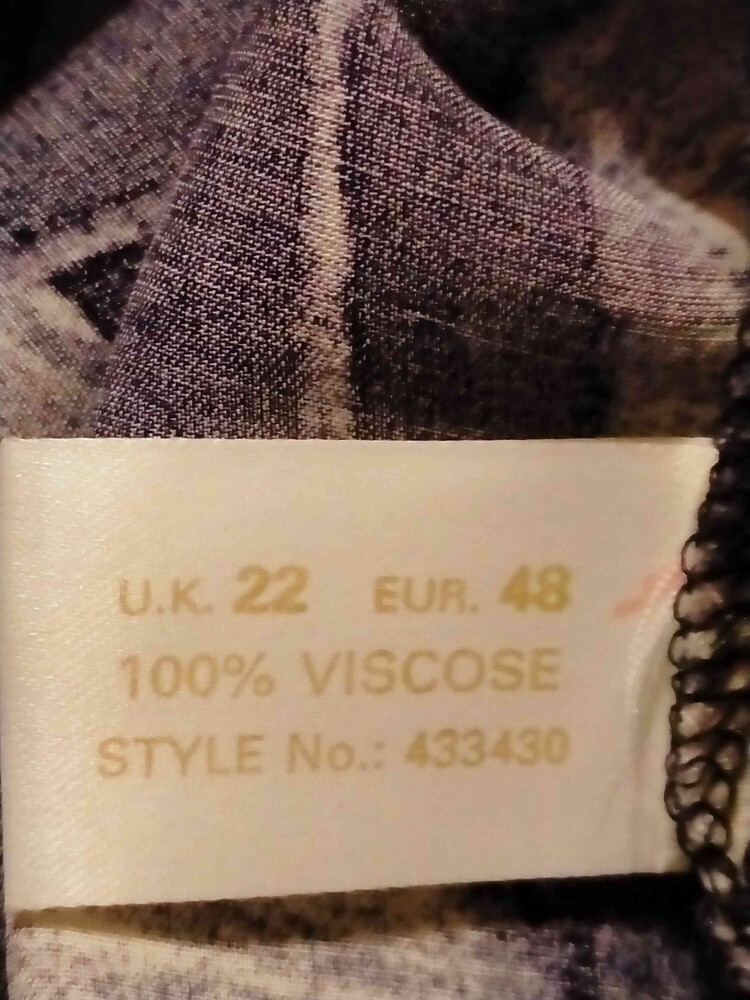 U.K. 22 EUR. 48
100% VISCOSE
STYLE No.: 433430